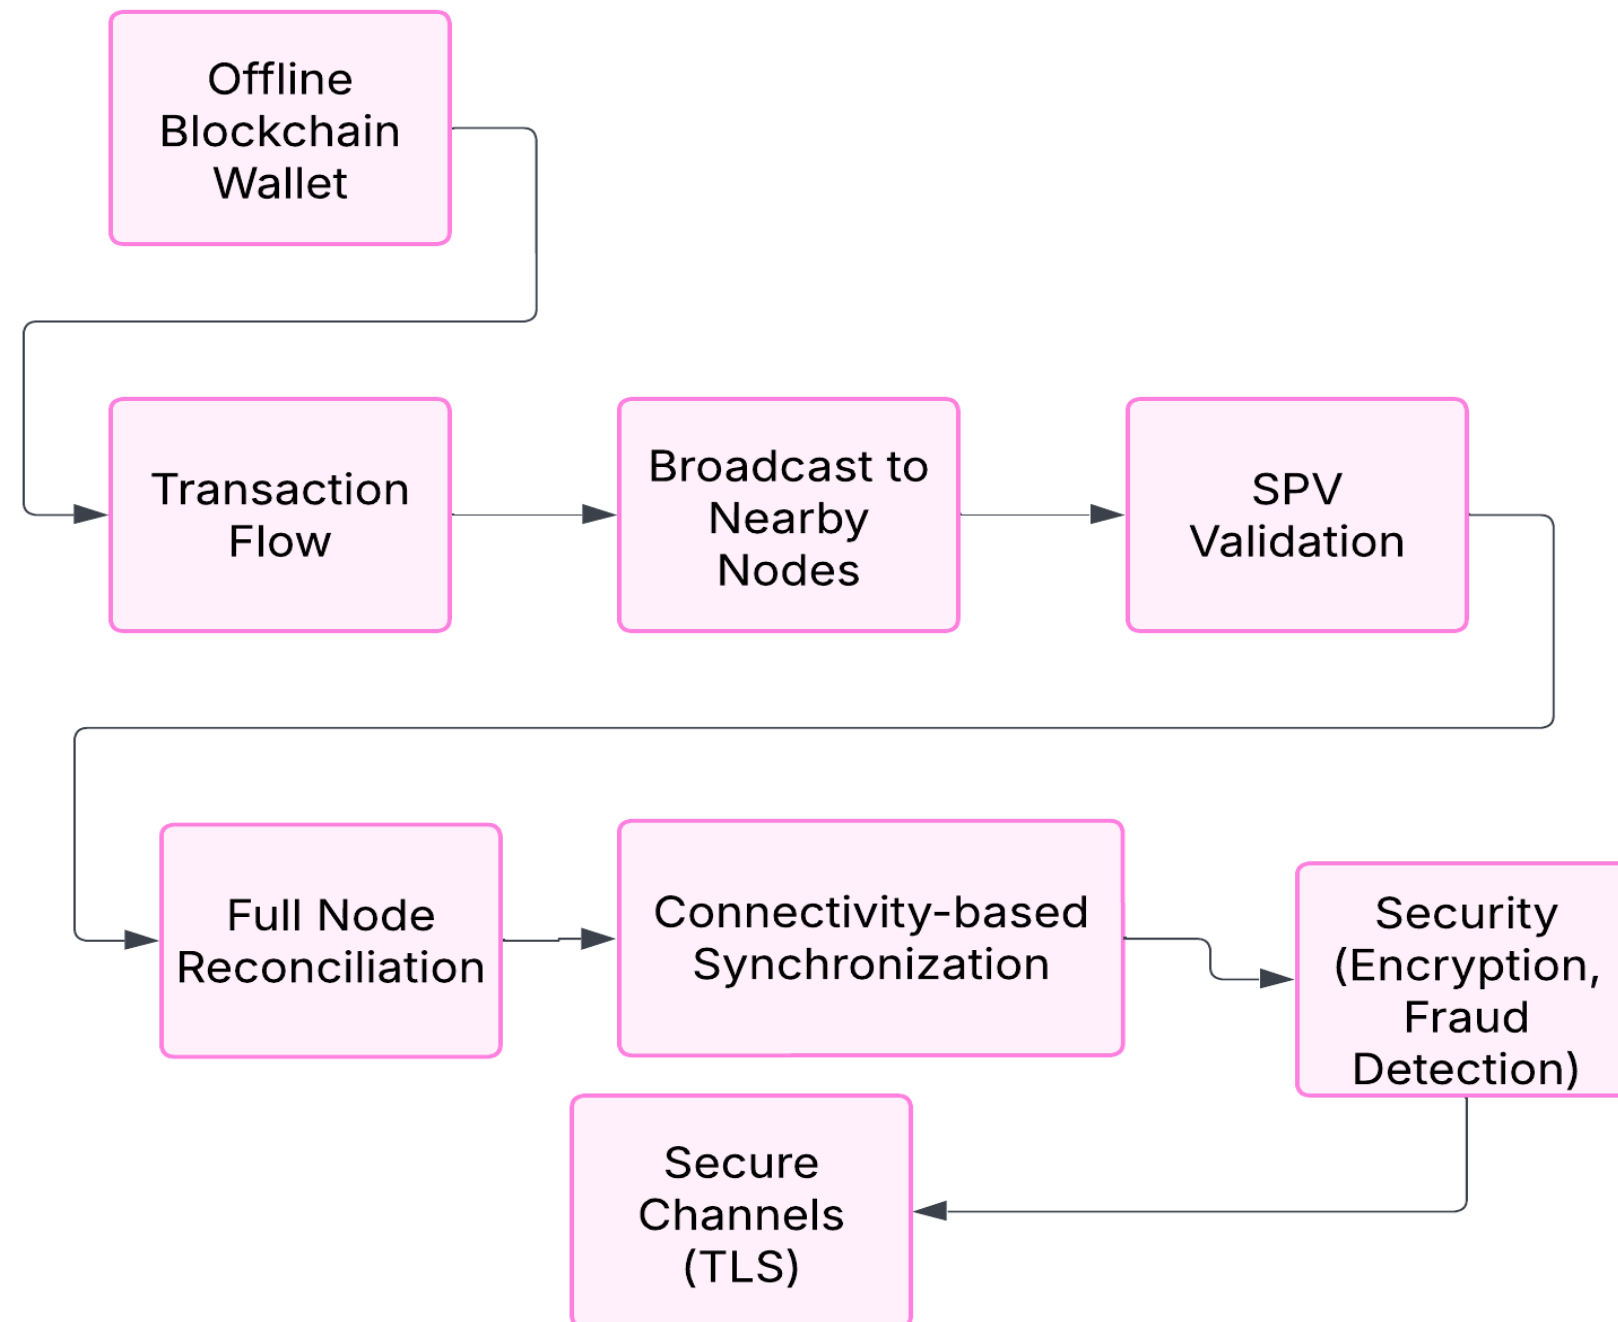 Offline
Blockchain
Wallet
Transaction
Flow
Broadcast to
Nearby
Nodes
SPV
Validation
Full Node
Reconciliation
Connectivity-based
Synchronization
Security
(Encryption,
Fraud
Detection)
Secure
Channels
(TLS)